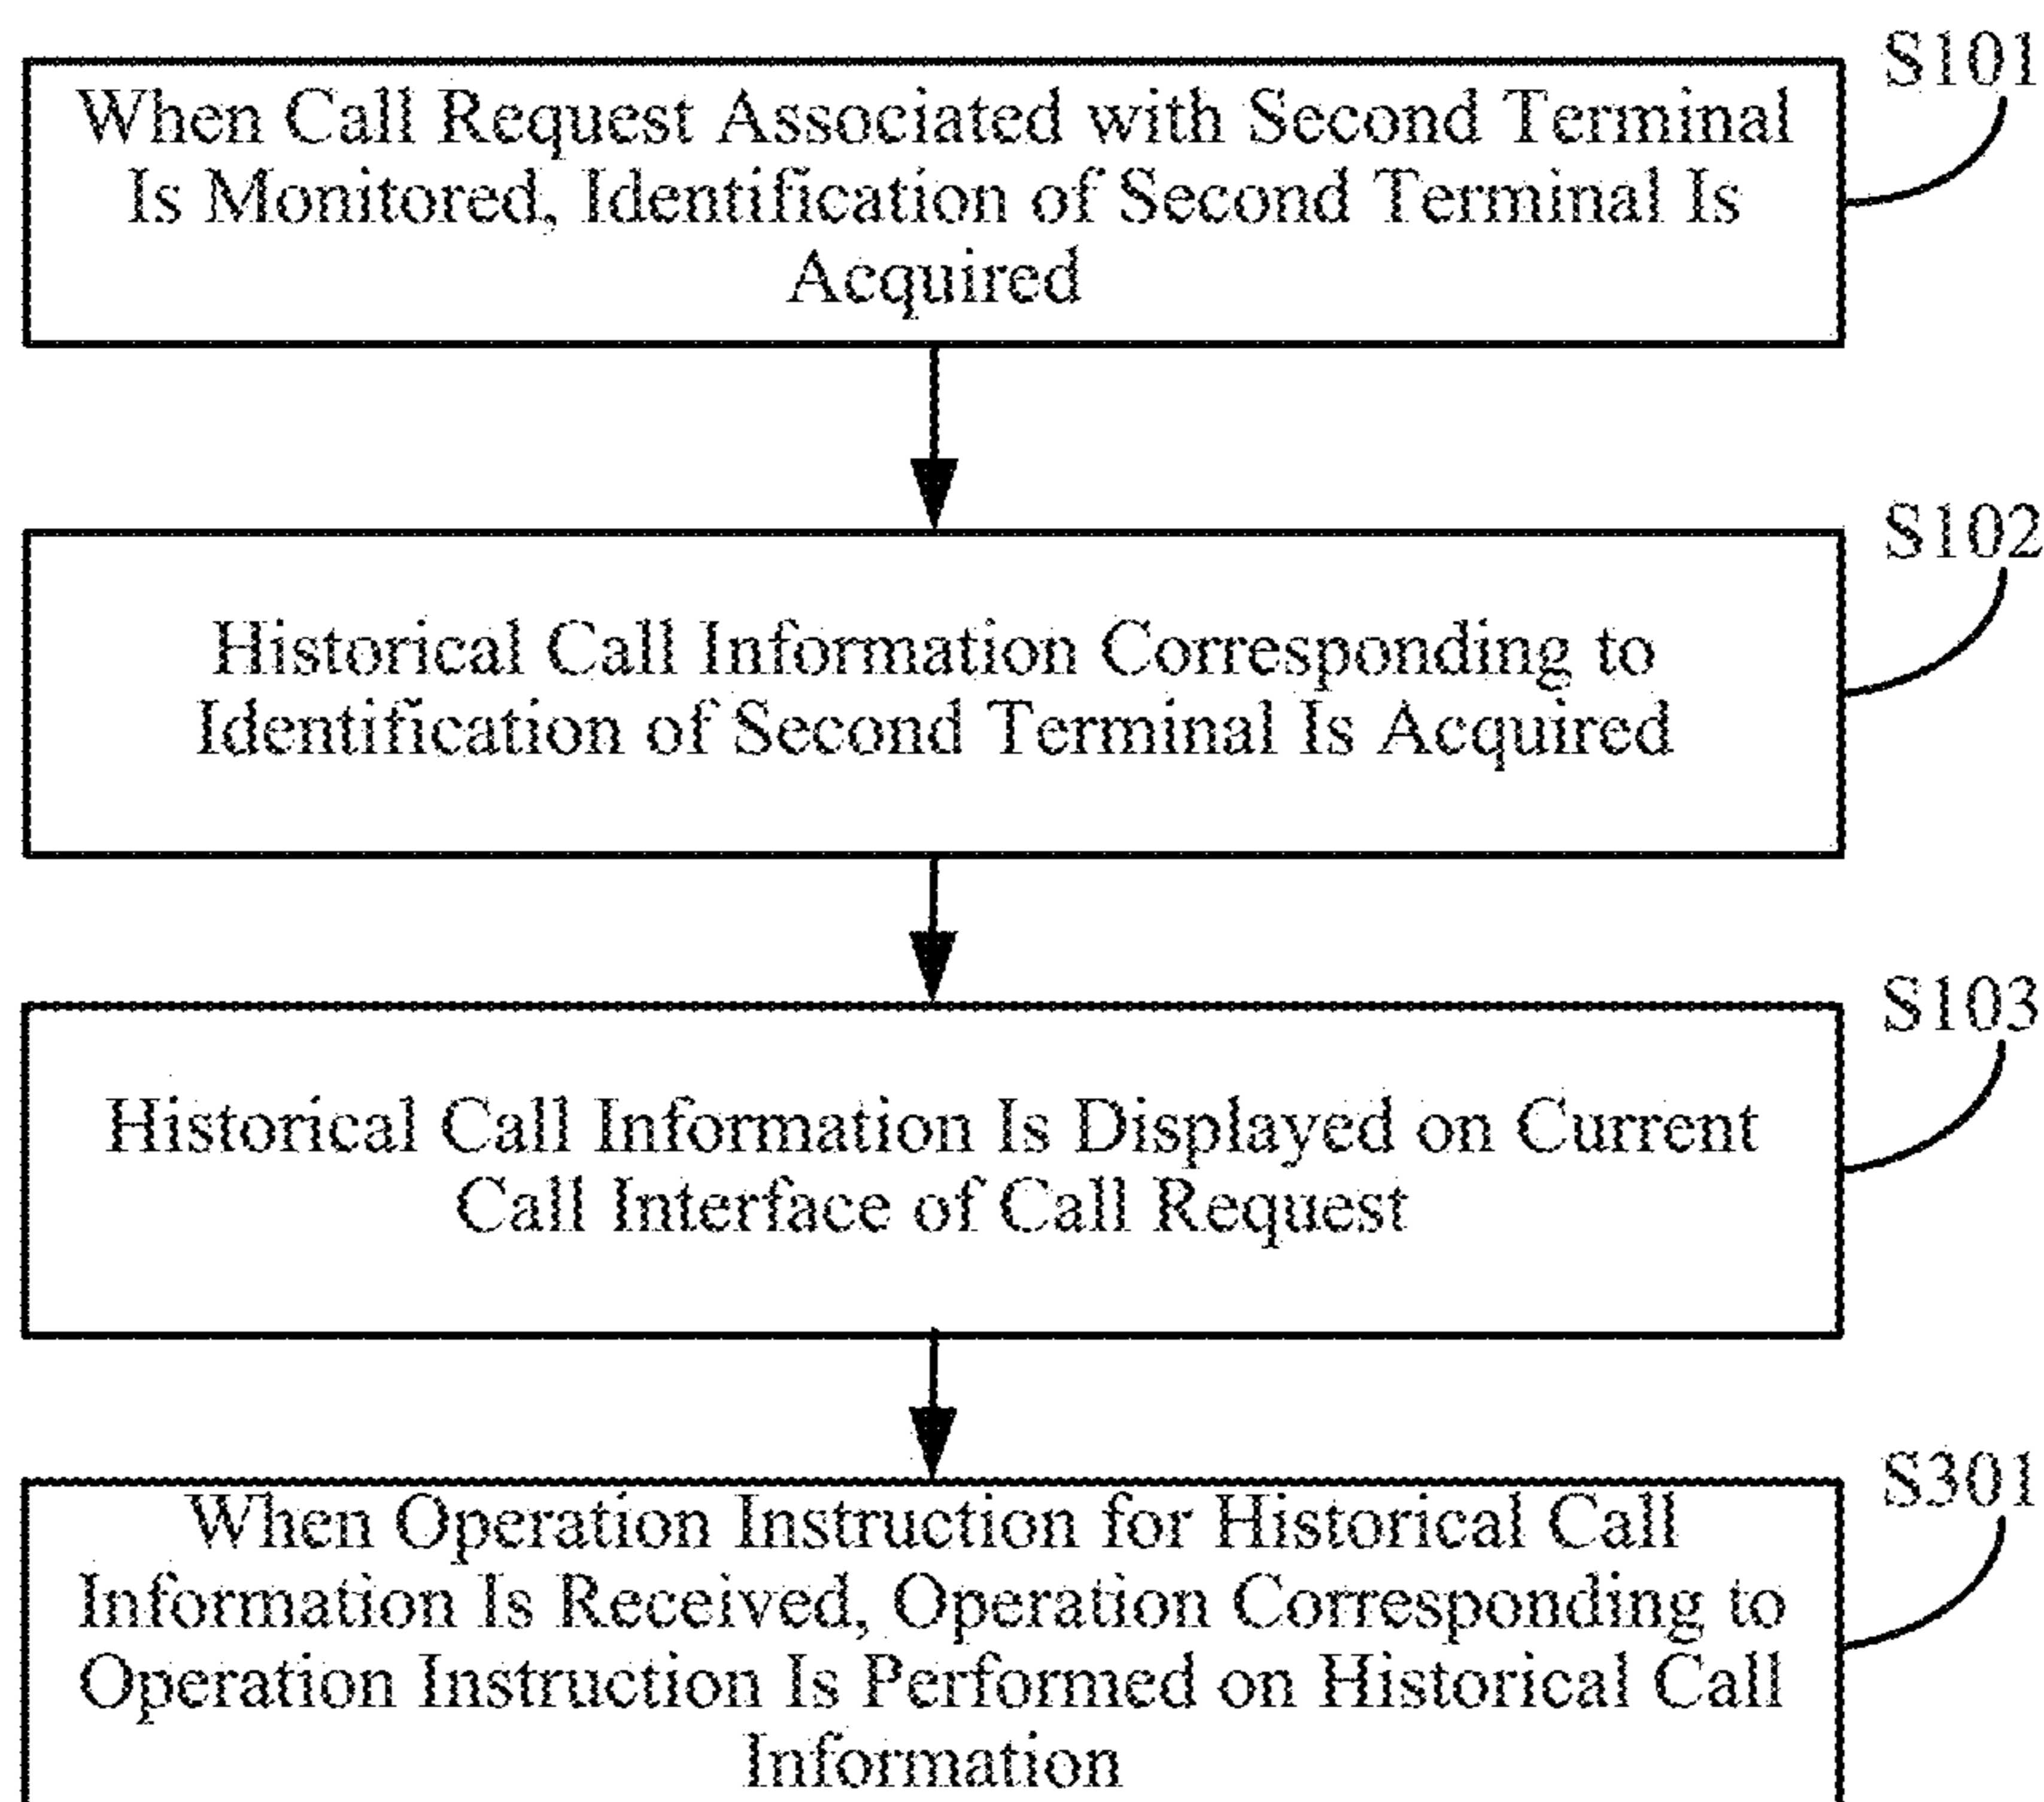 S101
When Call Request Associated with Second Terminal
Is Monitored, Identification of Second Terminal Is
Acquired
S102
Historical Call Information Corresponding to
Identification of Second Terminal Is Acquired
S103
Historical Call Information Is Displayed on Current
Call Interface of Call Request
S301
When Operation Instruction for Historical Call
Information Is Received, Operation Corresponding to
Operation Instruction Is Performed on Historical Call
Information